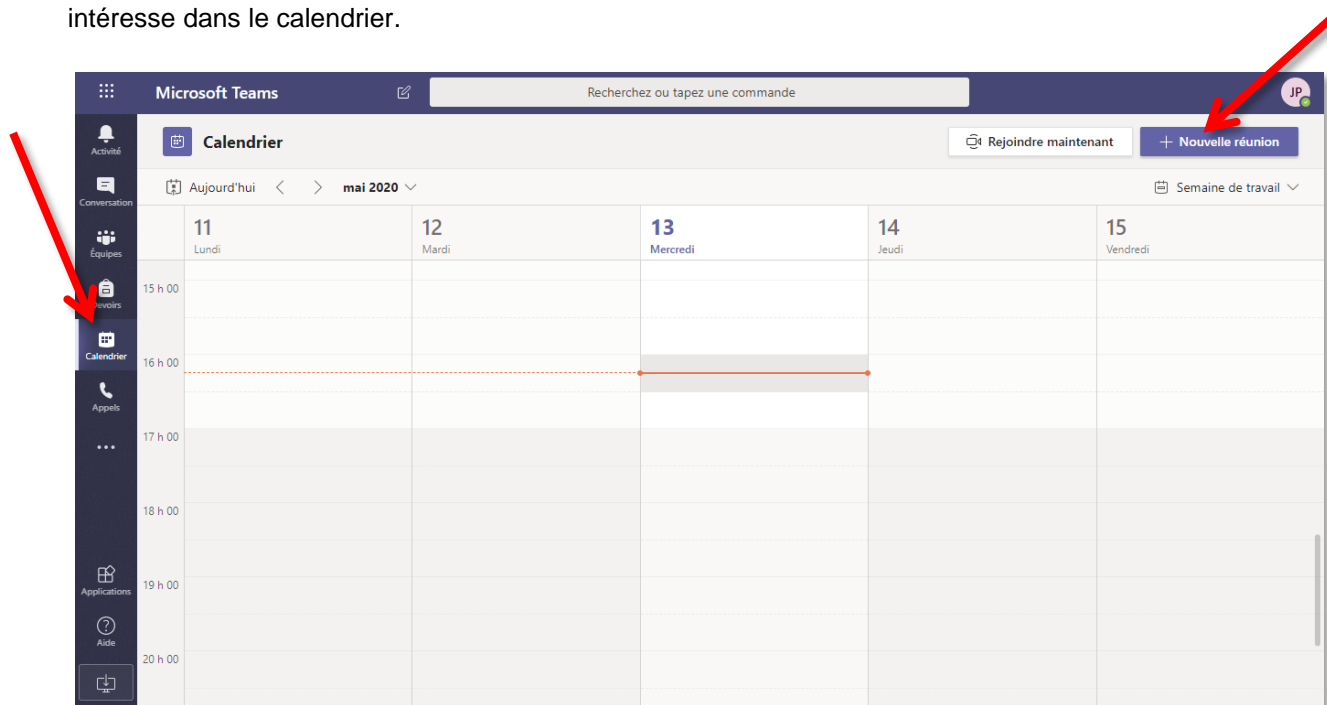 intéresse dans le calendrier.
Microsoft Teams
Recherchez ou tapez une commande
JP
Activité
Calendrier
Rejoindre maintenant
+ Nouvelle réunion
Conversation
Aujourd'hui < > mai 2020
Semaine de travail
Équipes
11
Lundi
12
Mardi
13
Mercredi
14
Jeudi
15
Vendredi
15 h 00
Calendrier
16 h 00
Appels
17 h 00
18 h 00
Applications
19 h 00
Aide
20 h 00